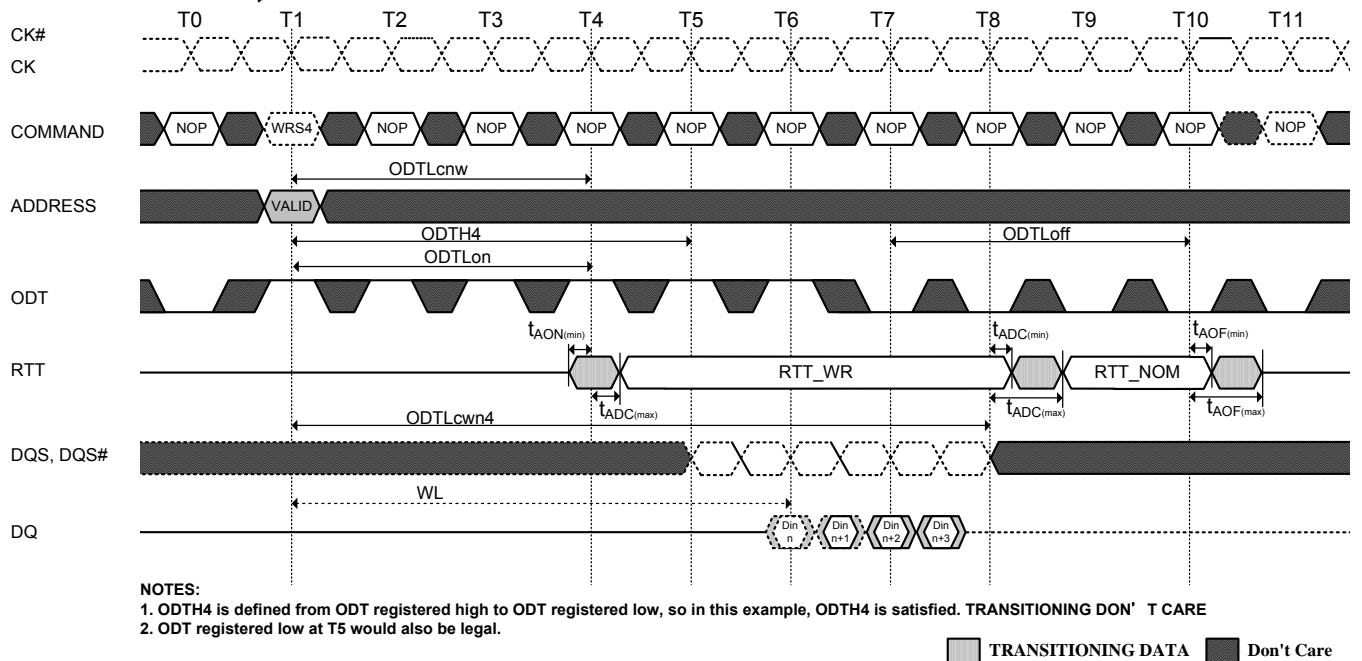 T0 T1 T2 T3 T4 T5 T6 T7 T8 T9 T10 T11
CK#
CK
COMMAND NOP WRS4 NOP NOP NOP NOP NOP NOP NOP NOP NOP NOP
ODTLcnw
ADDRESS VALID
ODTH4 ODTLoff
ODTLon
ODT
tAON(min) tADC(min) tAOF(min)
RTT RTT_WR RTT_NOM
tADC(max) tADC(max) tAOF(max)
ODTLcwn4
DQS, DQS#
WL
DQ Din n Din n+1 Din n+2 Din n+3
NOTES:
1. ODTH4 is defined from ODT registered high to ODT registered low, so in this example, ODTH4 is satisfied. TRANSITIONING DON’ T CARE
2. ODT registered low at T5 would also be legal.
TRANSITIONING DATA Don't Care